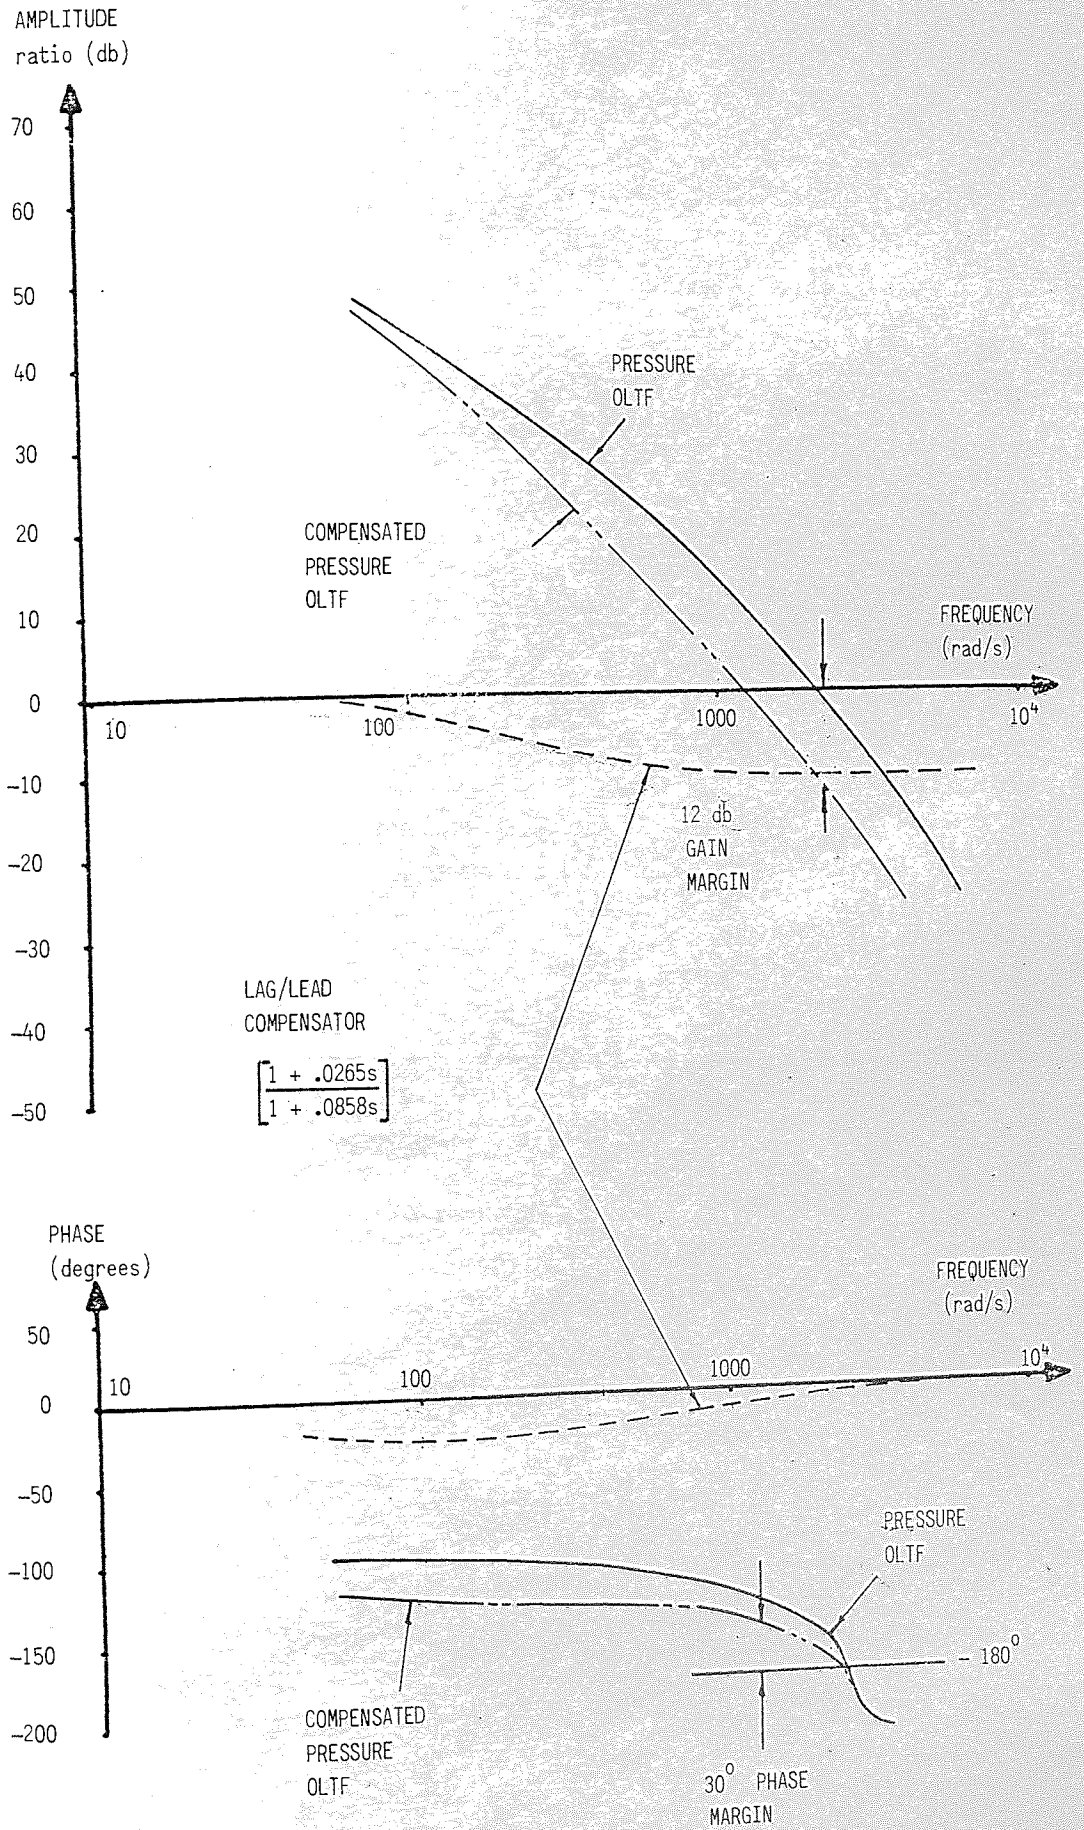 AMPLITUDE
ratio (db)
70
60
50
40
30
20
10
0
-10
-20
-30
-40
-50
PRESSURE
OLTF
COMPENSATED
PRESSURE
OLTF
FREQUENCY
(rad/s)
10
100
1000
10⁴
12 db
GAIN
MARGIN
LAG/LEAD
COMPENSATOR
[1 + .0265s
1 + .0858s]
PHASE
(degrees)
50
0
-50
-100
-150
-200
FREQUENCY
(rad/s)
10
100
1000
10⁴
PRESSURE
OLTF
- 180⁰
COMPENSATED
PRESSURE
OLTF
30⁰ PHASE
MARGIN